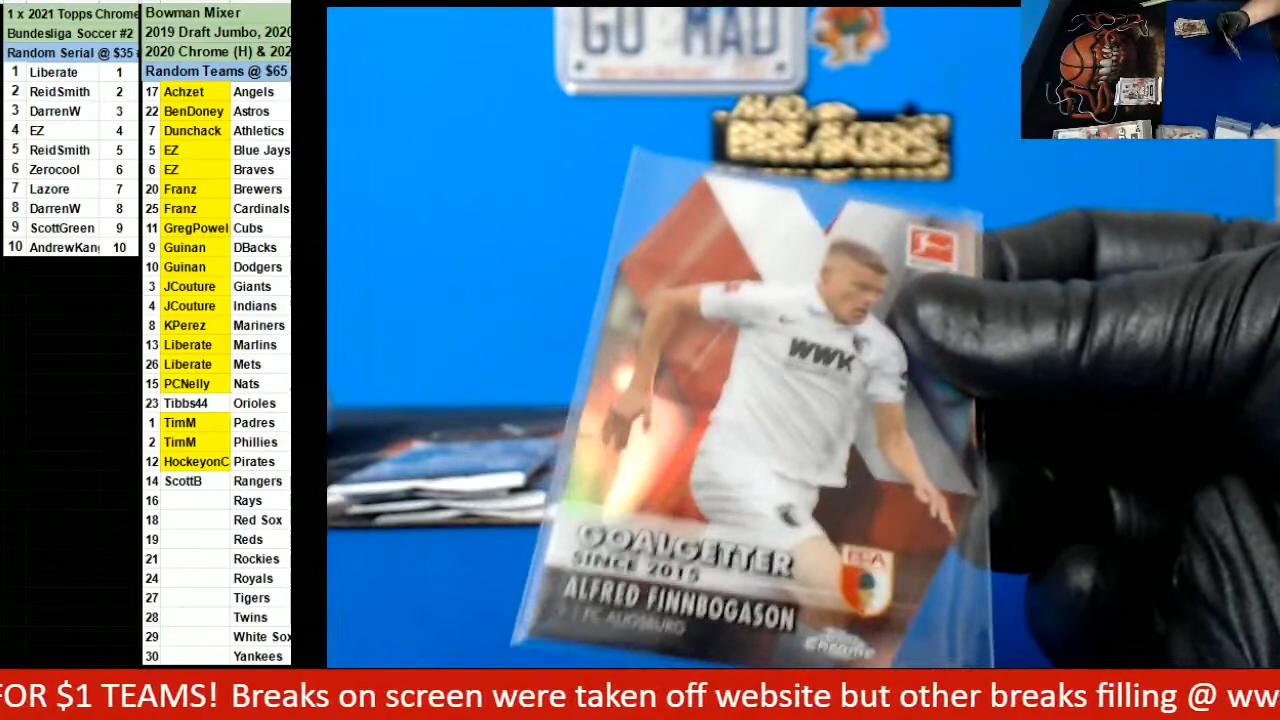 1 x 2021 Topps Chrome
Bundesliga Soccer #2
Random Serial @ $35
1 Liberate 1
2 ReidSmith 2
3 DarrenW 3
4 EZ 4
5 ReidSmith 5
6 Zerocool 6
7 Lazore 7
8 DarrenW 8
9 ScottGreen 9
10 AndrewKan 10
Bowman Mixer
2019 Draft Jumbo, 2020
2020 Chrome (H) & 202
Random Teams @ $65
17 Achzet Angels
22 BenDoney Astros
7 Dunchack Athletics
5 EZ Blue Jays
6 EZ Braves
20 Franz Brewers
25 Franz Cardinals
11 GregPowel Cubs
9 Guinan DBacks
10 Guinan Dodgers
3 JCouture Giants
4 JCouture Indians
8 KPerez Mariners
13 Liberate Marlins
26 Liberate Mets
15 PCNelly Nats
23 Tibbs44 Orioles
1 TimM Padres
2 TimM Phillies
12 HockeyonC Pirates
14 ScottB Rangers
16 Rays
18 Red Sox
19 Reds
21 Rockies
24 Royals
27 Tigers
28 Twins
29 White Sox
30 Yankees
GO MAD
BREAKERS
WWK
GOALGETTER
SINCE 2015
ALFRED FINNBOGASON
FC AUGSBURG
FCA
Topps
Chrome
FOR $1 TEAMS! Breaks on screen were taken off website but other breaks filling @ ww